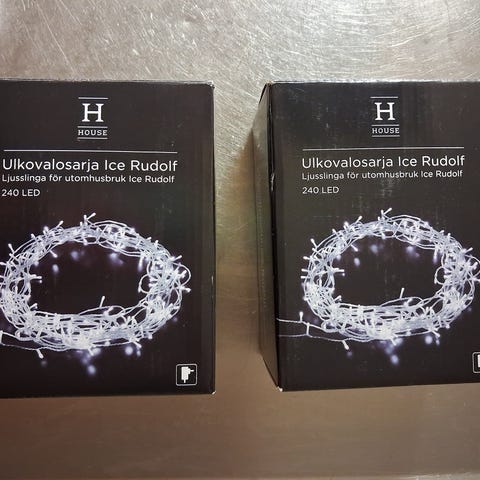 H
HOUSE
Ulkovalosarja Ice Rudolf
Ljusslinga för utomhusbruk Ice Rudolf
240 LED
H
HOUSE
Ulkovalosarja Ice Rudolf
Ljusslinga för utomhusbruk Ice Rudolf
240 LED